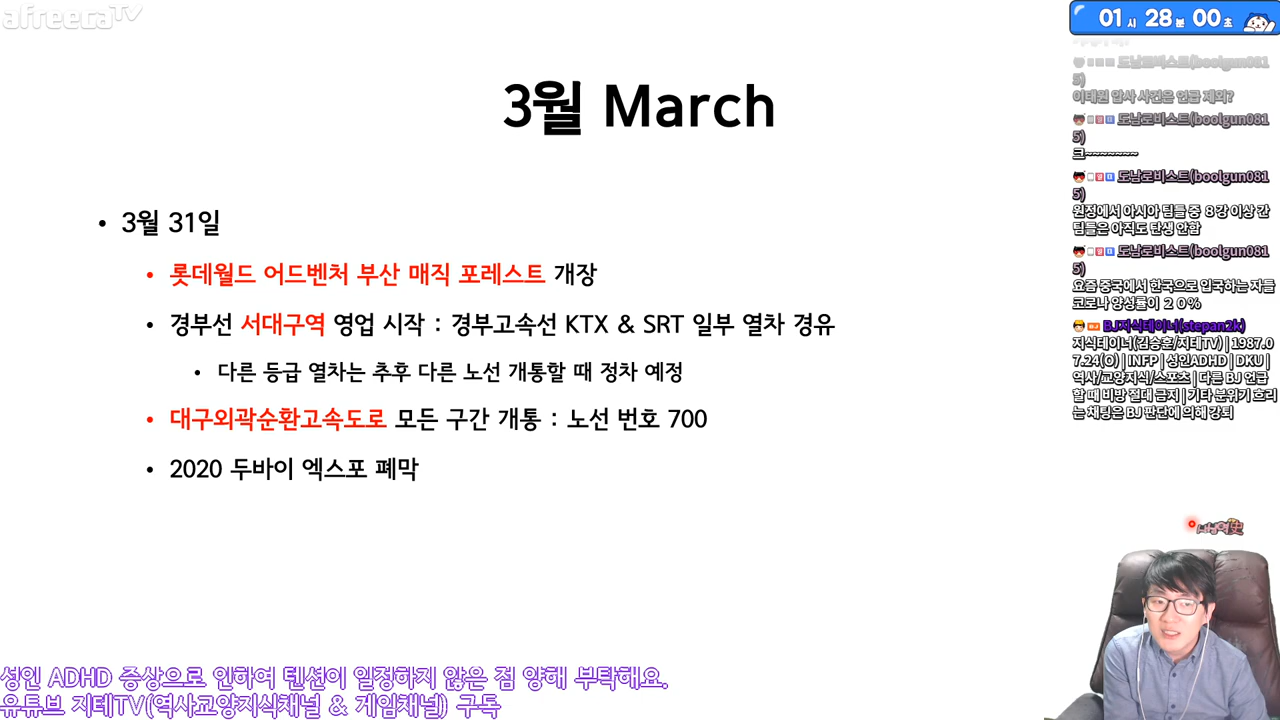 afreecaTV
01시 28분 00초
3월 March
• 3월 31일
• 롯데월드 어드벤처 부산 매직 포레스트 개장
• 경부선 서대구역 영업 시작 : 경부고속선 KTX & SRT 일부 열차 경유
• 다른 등급 열차는 추후 다른 노선 개통할 때 정차 예정
• 대구외곽순환고속도로 모든 구간 개통 : 노선 번호 700
• 2020 두바이 엑스포 폐막
도남로비스트(boolgun081
5)
이태원 압사 사건은 언급 제외?
도남로비스트(boolgun081
5)
크~~~~~~~
도남로비스트(boolgun081
5)
원정에서 아시아 팀들 중 8강 이상 간
팀들은 아직도 탄생 안함
도남로비스트(boolgun081
5)
요즘 중국에서 한국으로 입국하는 자들
코로나 양성률이 20%
BJ지식테이너(stepan2k)
지식테이너(김승훈/지테TV) | 1987.0
7.24(O) | INFP | 성인ADHD | DKU |
역사/교양지식/스포츠 | 다른 BJ 언급
할 때 비방 절대 금지 | 기타 분위기 흐리
는 채팅은 BJ 판단에 의해 강퇴
성인 ADHD 증상으로 인하여 텐션이 일정하지 않은 점 양해 부탁해요.
유튜브 지테TV(역사교양지식채널 & 게임채널) 구독